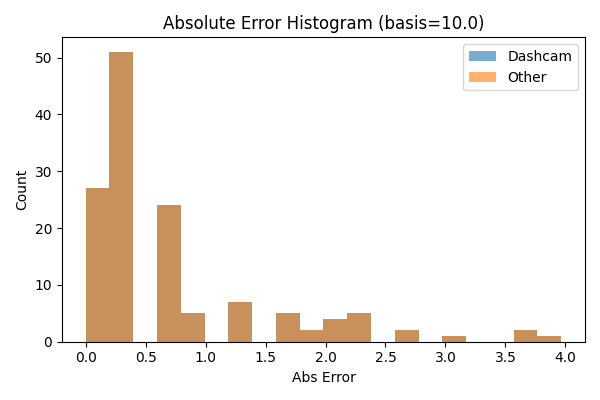 Absolute Error Histogram (basis=10.0)
Dashcam
Other
Count
50
40
30
20
10
0
0.0 0.5 1.0 1.5 2.0 2.5 3.0 3.5 4.0
Abs Error